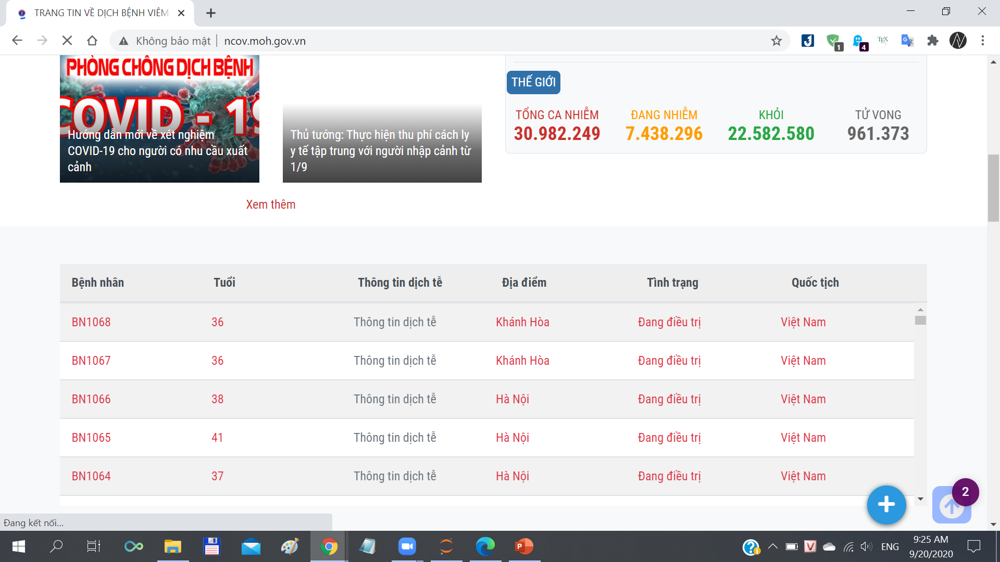 TRANG TIN VỀ DỊCH BỆNH VIÊM
Không bảo mật
ncov.moh.gov.vn
1
4
TEX
PHÒNG CHỐNG DỊCH BỆNH
COVID - 19
Hướng dẫn mới về xét nghiệm
COVID-19 cho người có nhu cầu xuất
cảnh
Thủ tướng: Thực hiện thu phí cách ly
y tế tập trung với người nhập cảnh từ
1/9
Xem thêm
THẾ GIỚI
TỔNG CA NHIỄM ĐANG NHIỄM KHỎI TỬ VONG
30.982.249 7.438.296 22.582.580 961.373
Bệnh nhân Tuổi Thông tin dịch tễ Địa điểm Tình trạng Quốc tịch
BN1068 36 Thông tin dịch tễ Khánh Hòa Đang điều trị Việt Nam
BN1067 36 Thông tin dịch tễ Khánh Hòa Đang điều trị Việt Nam
BN1066 38 Thông tin dịch tễ Hà Nội Đang điều trị Việt Nam
BN1065 41 Thông tin dịch tễ Hà Nội Đang điều trị Việt Nam
BN1064 37 Thông tin dịch tễ Hà Nội Đang điều trị Việt Nam
2
Đang kết nối...
ENG
9:25 AM
9/20/2020